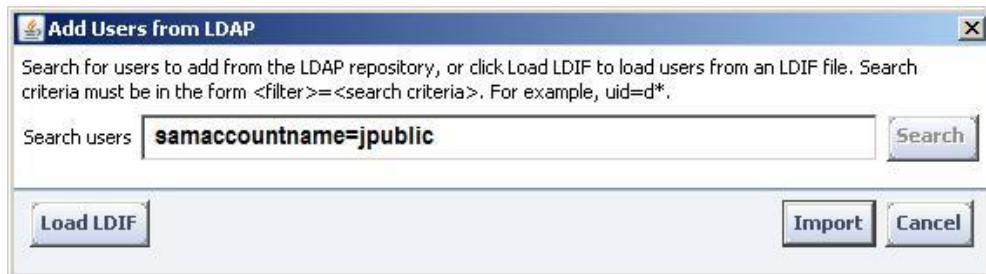 Add Users from LDAP
Search for users to add from the LDAP repository, or click Load LDIF to load users from an LDIF file. Search
criteria must be in the form <filter>=<search criteria>. For example, uid=d*.
Search users samaccountname=jpublic Search
Load LDIF Import Cancel